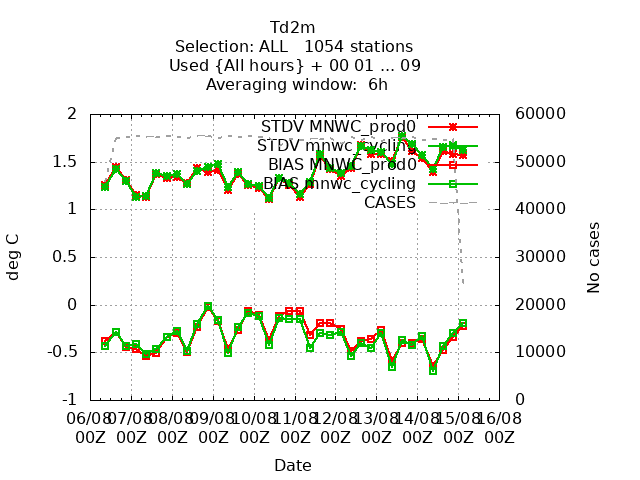 Td2m
Selection: ALL   1054 stations
Used {All hours} + 00 01 ... 09
Averaging window:  6h
2
1.5
1
0.5
0
-0.5
-1
deg C
60000
50000
40000
30000
20000
10000
0
No cases
STDV MNWC_prod0
STDV mnwc_cycling
BIAS MNWC_prod0
BIAS mnwc_cycling
CASES
06/08 07/08 08/08 09/08 10/08 11/08 12/08 13/08 14/08 15/08 16/08
00Z 00Z 00Z 00Z 00Z 00Z 00Z 00Z 00Z 00Z 00Z
Date